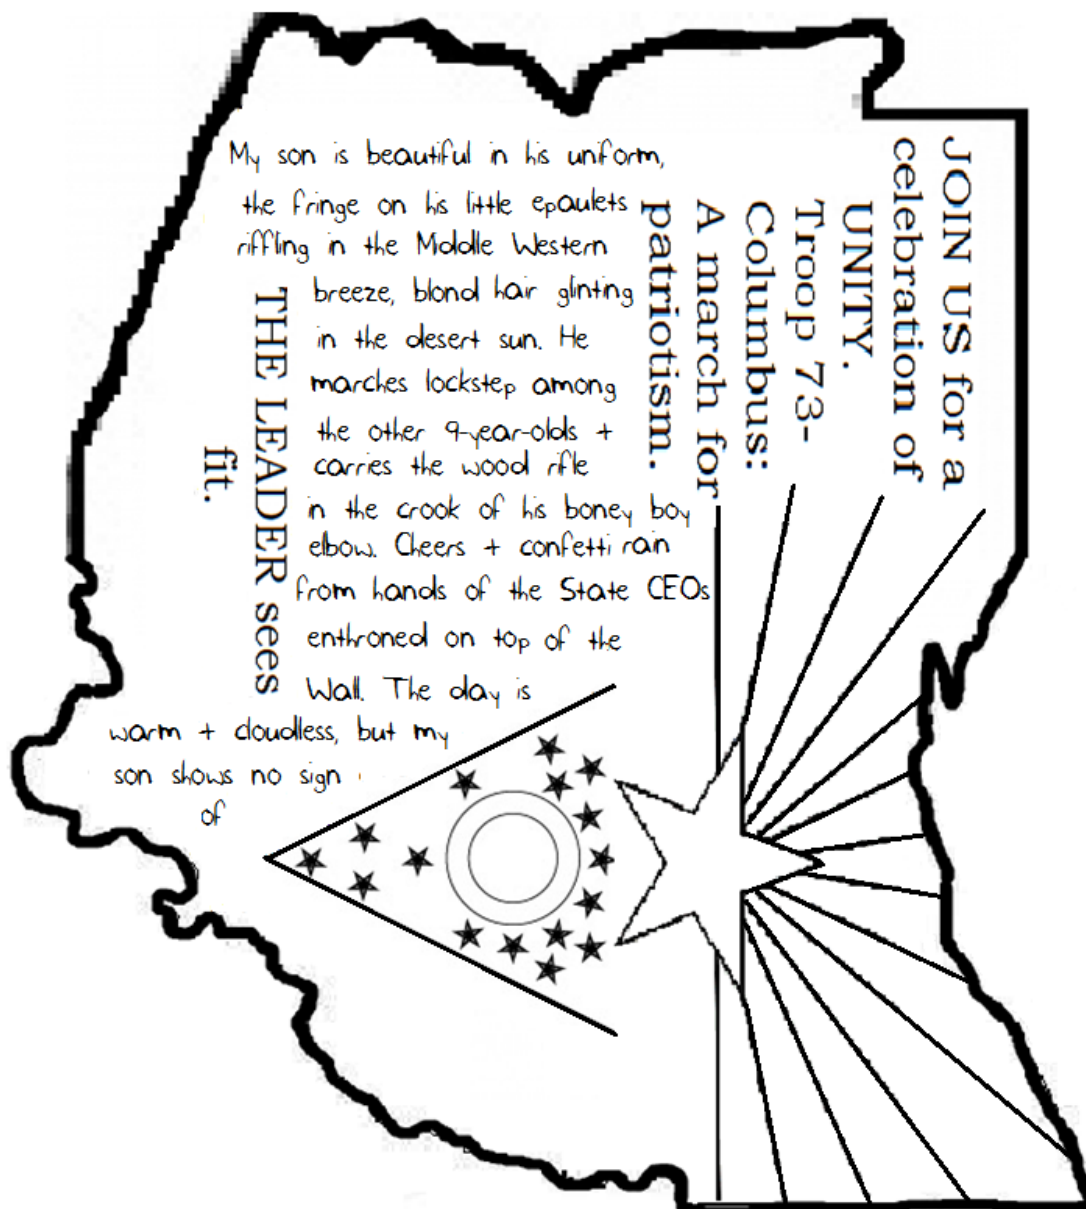 My son is beautiful in his uniform,
the fringe on his little epaulets
riffling in the Middle Western
breeze, blond hair glinting
in the desert sun. He
marches lockstep among
the other 9-year-olds +
carries the wood rifle
in the crook of his boney boy
elbow. Cheers + confetti rain
from hands of the State CEOs
enthroned on top of the
Wall. The day is
warm + cloudless, but my
son shows no sign
of
JOIN US for a
celebration of
UNITY.
Troop 73-
Columbus:
A march for
patriotism.
THE LEADER sees
fit.